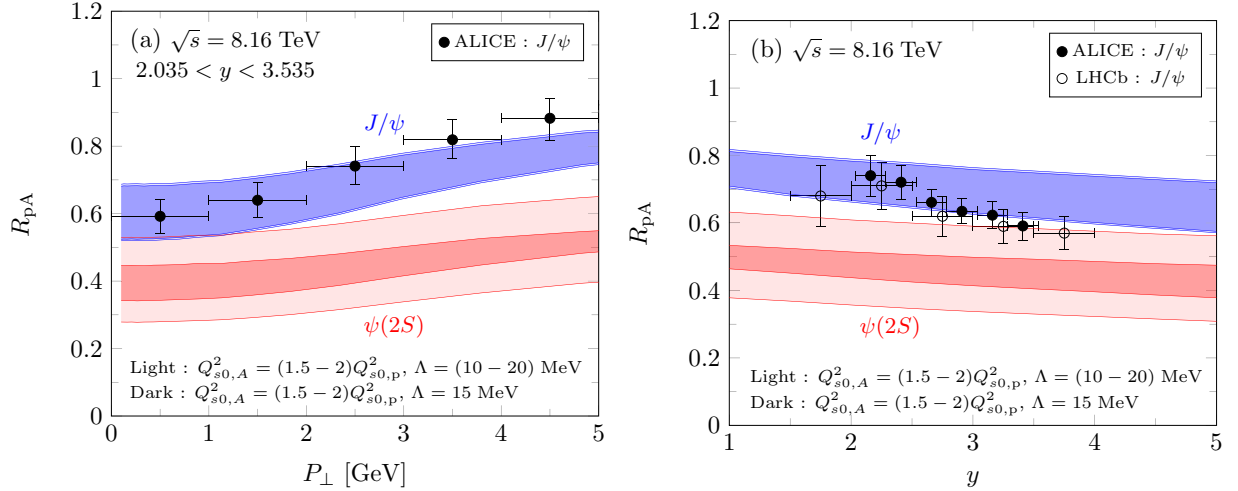 (a) √s = 8.16 TeV
2.035 < y < 3.535
ALICE : J/ψ
J/ψ
ψ(2S)
Light : Q²s0,A = (1.5 − 2)Q²s0,p, Λ = (10 − 20) MeV
Dark : Q²s0,A = (1.5 − 2)Q²s0,p, Λ = 15 MeV
RpA
1.2
1
0.8
0.6
0.4
0.2
0
0 1 2 3 4 5
P⊥ [GeV]
(b) √s = 8.16 TeV
ALICE : J/ψ
LHCb : J/ψ
J/ψ
ψ(2S)
Light : Q²s0,A = (1.5 − 2)Q²s0,p, Λ = (10 − 20) MeV
Dark : Q²s0,A = (1.5 − 2)Q²s0,p, Λ = 15 MeV
RpA
1.2
1
0.8
0.6
0.4
0.2
0
1 2 3 4 5
y